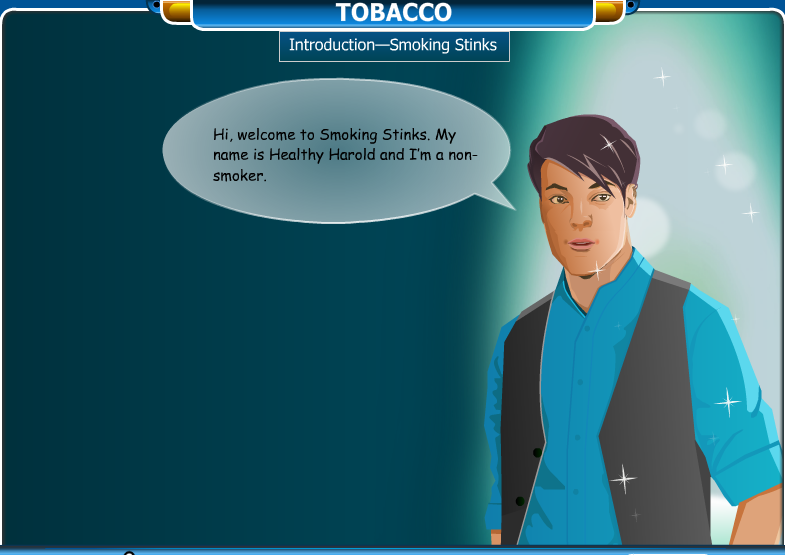 TOBACCO
Introduction—Smoking Stinks
Hi, welcome to Smoking Stinks. My
name is Healthy Harold and I'm a non-
smoker.